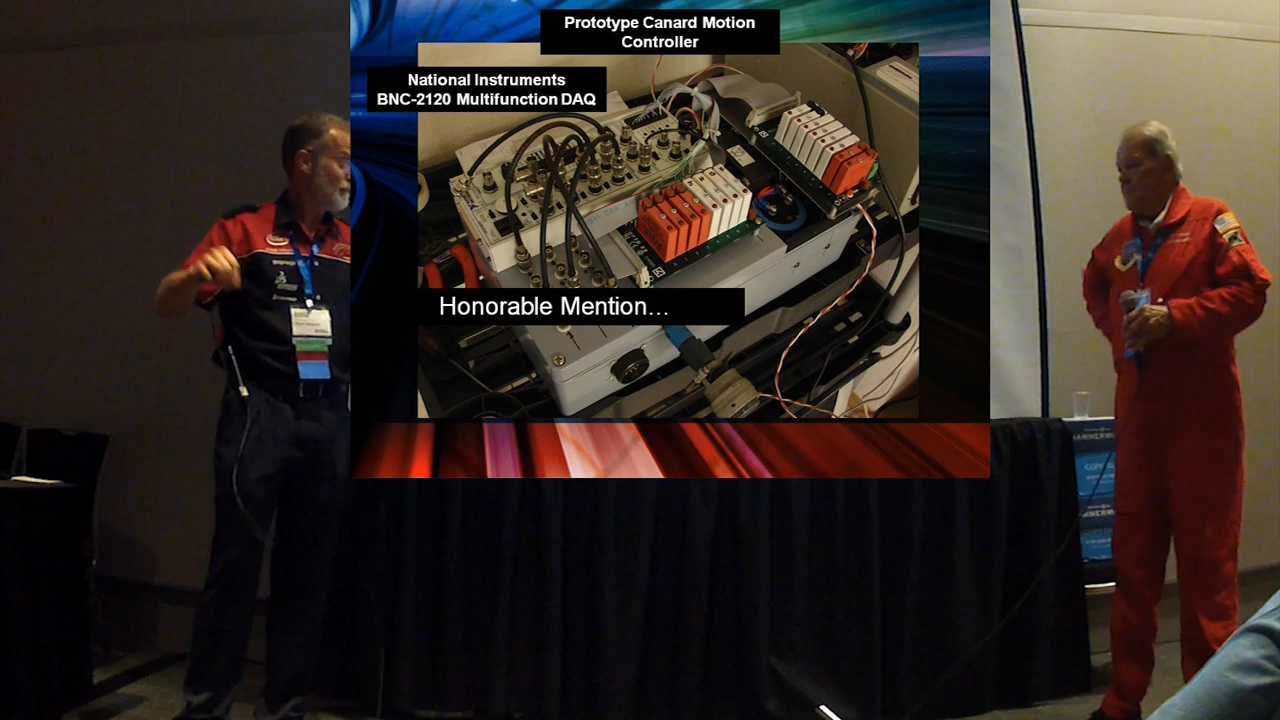 Prototype Canard Motion
Controller
National Instruments
BNC-2120 Multifunction DAQ
Honorable Mention...